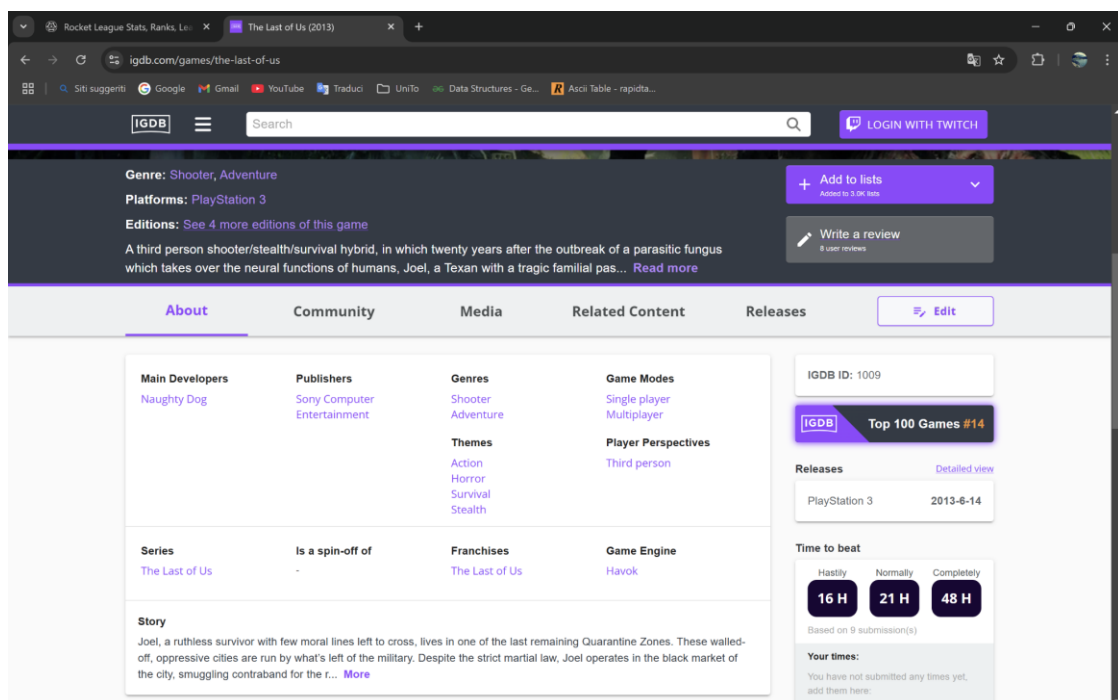 Rocket League Stats, Ranks, Lea
The Last of Us (2013)
igdb.com/games/the-last-of-us
Siti suggeriti Google Gmail YouTube Traduci UniTo Data Structures - Ge... Ascii Table - rapidta...
IGDB Search LOGIN WITH TWITCH
Genre: Shooter, Adventure
Platforms: PlayStation 3
Editions: See 4 more editions of this game
A third person shooter/stealth/survival hybrid, in which twenty years after the outbreak of a parasitic fungus
which takes over the neural functions of humans, Joel, a Texan with a tragic familial pas... Read more
Add to lists
Added to 3.0K lists
Write a review
8 user reviews
About Community Media Related Content Releases Edit
Main Developers
Naughty Dog
Publishers
Sony Computer
Entertainment
Genres
Shooter
Adventure
Game Modes
Single player
Multiplayer
Themes
Action
Horror
Survival
Stealth
Player Perspectives
Third person
Series
The Last of Us
Is a spin-off of
-
Franchises
The Last of Us
Game Engine
Havok
Story
Joel, a ruthless survivor with few moral lines left to cross, lives in one of the last remaining Quarantine Zones. These walled-
off, oppressive cities are run by what's left of the military. Despite the strict martial law, Joel operates in the black market of
the city, smuggling contraband for the r... More
IGDB ID: 1009
IGDB Top 100 Games #14
Releases Detailed view
PlayStation 3 2013-6-14
Time to beat
Hastily Normally Completely
16 H 21 H 48 H
Based on 9 submission(s)
Your times:
You have not submitted any times yet,
add them here: